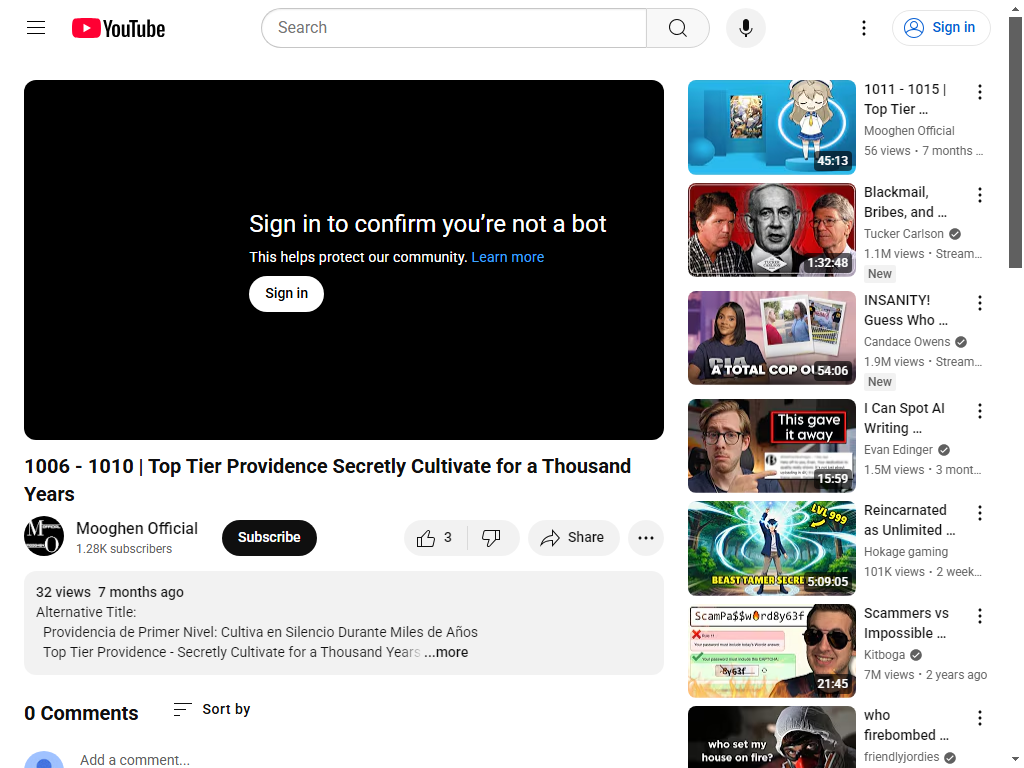 YouTube
Search
Sign in
Sign in to confirm you’re not a bot
This helps protect our community. Learn more
Sign in
1006 - 1010 | Top Tier Providence Secretly Cultivate for a Thousand
Years
Mooghen Official
1.28K subscribers
Subscribe
3
Share
32 views 7 months ago
Alternative Title:
Providencia de Primer Nivel: Cultiva en Silencio Durante Miles de Años
Top Tier Providence - Secretly Cultivate for a Thousand Years ...more
0 Comments
Sort by
Add a comment...
45:13
1011 - 1015 |
Top Tier ...
Mooghen Official
56 views • 7 months ...
1:32:48
Blackmail,
Bribes, and ...
Tucker Carlson
1.1M views • Stream...
New
A TOTAL COP OU
54:06
INSANITY!
Guess Who ...
Candace Owens
1.9M views • Stream...
New
This gave
it away
15:59
I Can Spot AI
Writing ...
Evan Edinger
1.5M views • 3 mont...
LVL 999
BEAST TAMER SECRE
5:09:05
Reincarnated
as Unlimited ...
Hokage gaming
101K views • 2 week...
ScamPa$$w rd8y63f
Your password must include this CAPTCHA:
8y63f
21:45
Scammers vs
Impossible ...
Kitboga
7M views • 2 years ago
who set my
house on fire?
who
firebombed ...
friendlyjordies